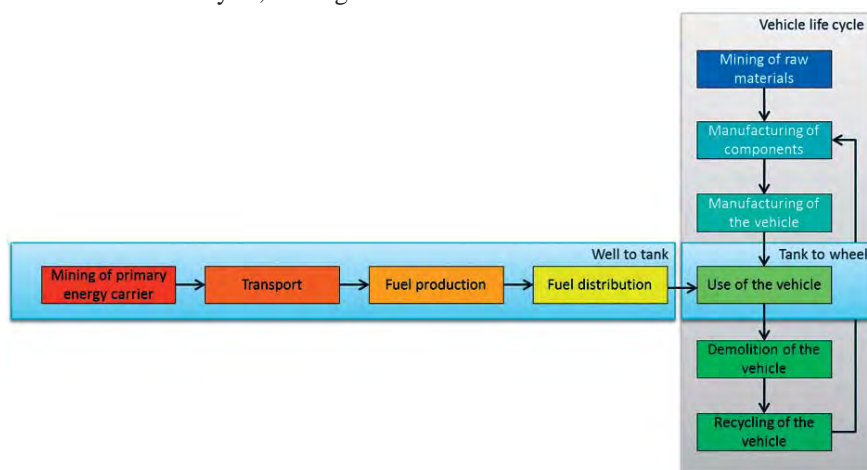 Vehicle life cycle
Mining of raw
materials
Manufacturing of
components
Manufacturing of
the vehicle
Well to tank
Tank to wheel
Mining of primary
energy carrier
Transport
Fuel production
Fuel distribution
Use of the vehicle
Demolition of the
vehicle
Recycling of the
vehicle